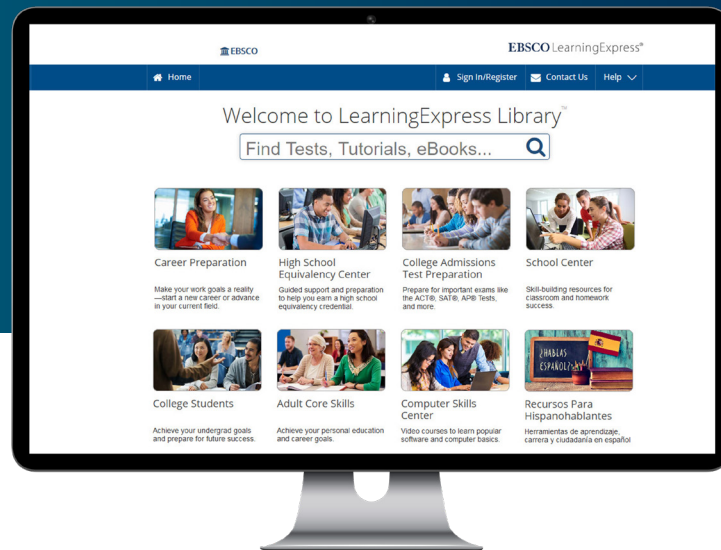 EBSCO
EBSCO LearningExpress®
Home
Sign In/Register
Contact Us
Help
Welcome to LearningExpress Library™
Find Tests, Tutorials, eBooks...
Career Preparation
Make your work goals a reality
—start a new career or advance
in your current field.
High School
Equivalency Center
Guided support and preparation
to help you earn a high school
equivalency credential.
College Admissions
Test Preparation
Prepare for important exams like
the ACT®, SAT®, AP® Tests,
and more.
School Center
Skill-building resources for
classroom and homework
success.
College Students
Achieve your undergrad goals
and prepare for future success.
Adult Core Skills
Achieve your personal education
and career goals.
Computer Skills
Center
Video courses to learn popular
software and computer basics.
¿HABLAS
ESPAÑOL?
Recursos Para
Hispanohablantes
Herramientas de aprendizaje,
carrera y ciudadanía en español